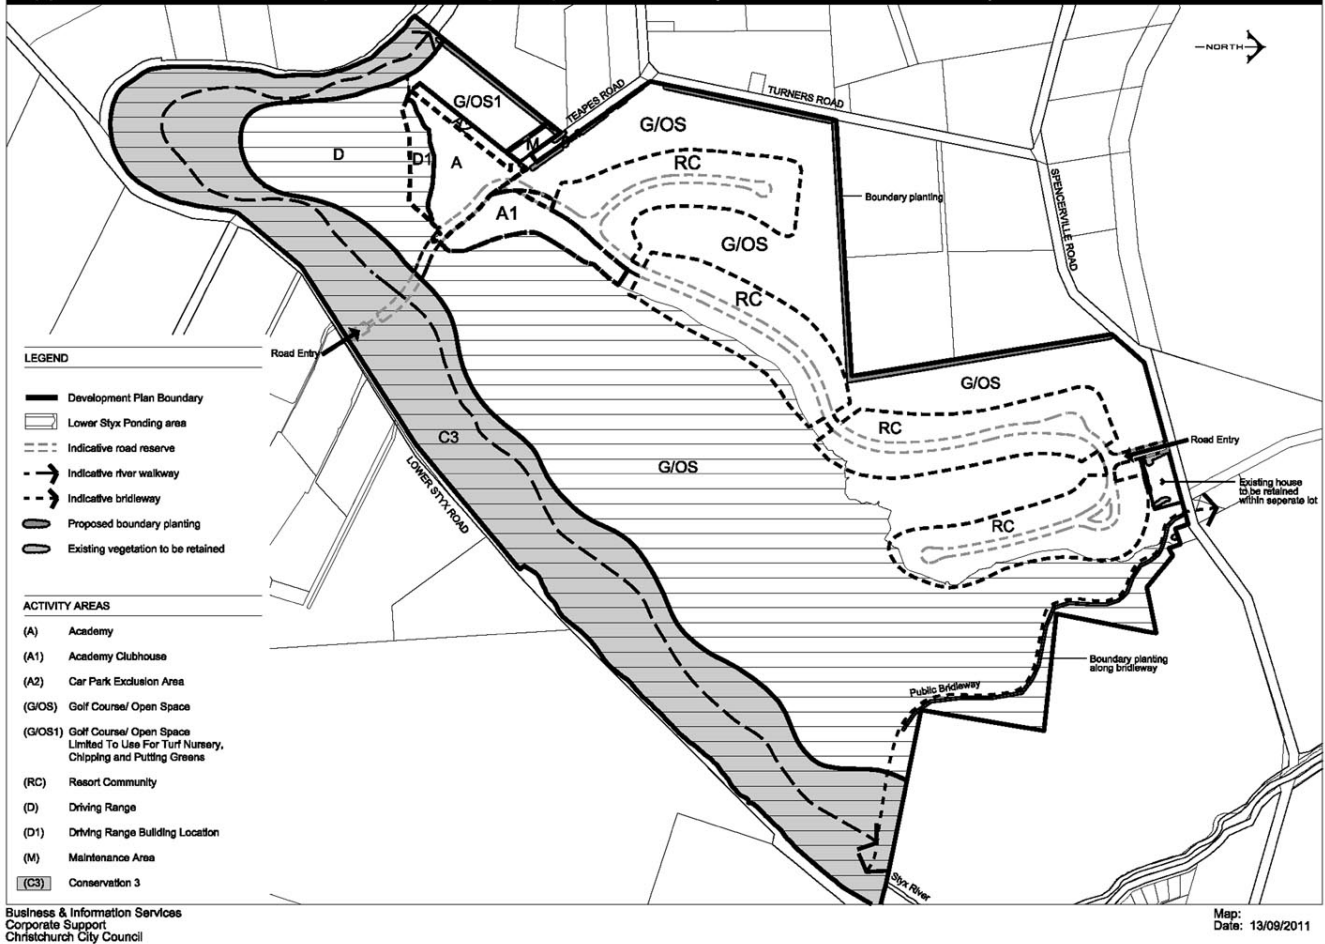 NORTH
TEAPES ROAD
TURNERS ROAD
SPENCERVILLE ROAD
G/OS1
A2
M
G/OS
RC
D
D1
A
A1
G/OS
RC
Boundary planting
Road Entry
G/OS
RC
Road Entry
C3
G/OS
LOWER STYX ROAD
RC
Existing house
to be retained
within seperate lot
Boundary planting
along bridleway
Public Bridleway
Styx River
LEGEND
Development Plan Boundary
Lower Styx Ponding area
Indicative road reserve
Indicative river walkway
Indicative bridleway
Proposed boundary planting
Existing vegetation to be retained
ACTIVITY AREAS
(A) Academy
(A1) Academy Clubhouse
(A2) Car Park Exclusion Area
(G/OS) Golf Course/ Open Space
(G/OS1) Golf Course/ Open Space
Limited To Use For Turf Nursery,
Chipping and Putting Greens
(RC) Resort Community
(D) Driving Range
(D1) Driving Range Building Location
(M) Maintenance Area
(C3) Conservation 3
Business & Information Services
Corporate Support
Christchurch City Council
Map:
Date: 13/09/2011